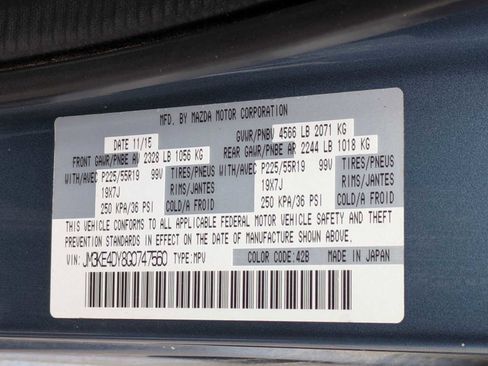 MFD. BY MAZDA MOTOR CORPORATION
DATE 11/15 GVWR/PNBV 4566 LB 2071 KG
FRONT GAWR/PNBE AV 2328 LB 1056 KG REAR GAWR/PNBE AR 2244 LB 1018 KG
WITH/AVEC P225/55R19 99V TIRES/PNEUS WITH/AVEC P225/55R19 99V TIRES/PNEUS
19X7J RIMS/JANTES 19X7J RIMS/JANTES
250 KPA/36 PSI COLD/A FROID 250 KPA/36 PSI COLD/A FROID
THIS VEHICLE CONFORMS TO ALL APPLICABLE FEDERAL MOTOR VEHICLE SAFETY AND THEFT
PREVENTION STANDARDS IN EFFECT ON THE DATE OF MANUFACTURE SHOWN ABOVE.
VIN: JM3KE4DY8G0747560 TYPE: MPV COLOR CODE: 42B MADE IN JAPAN